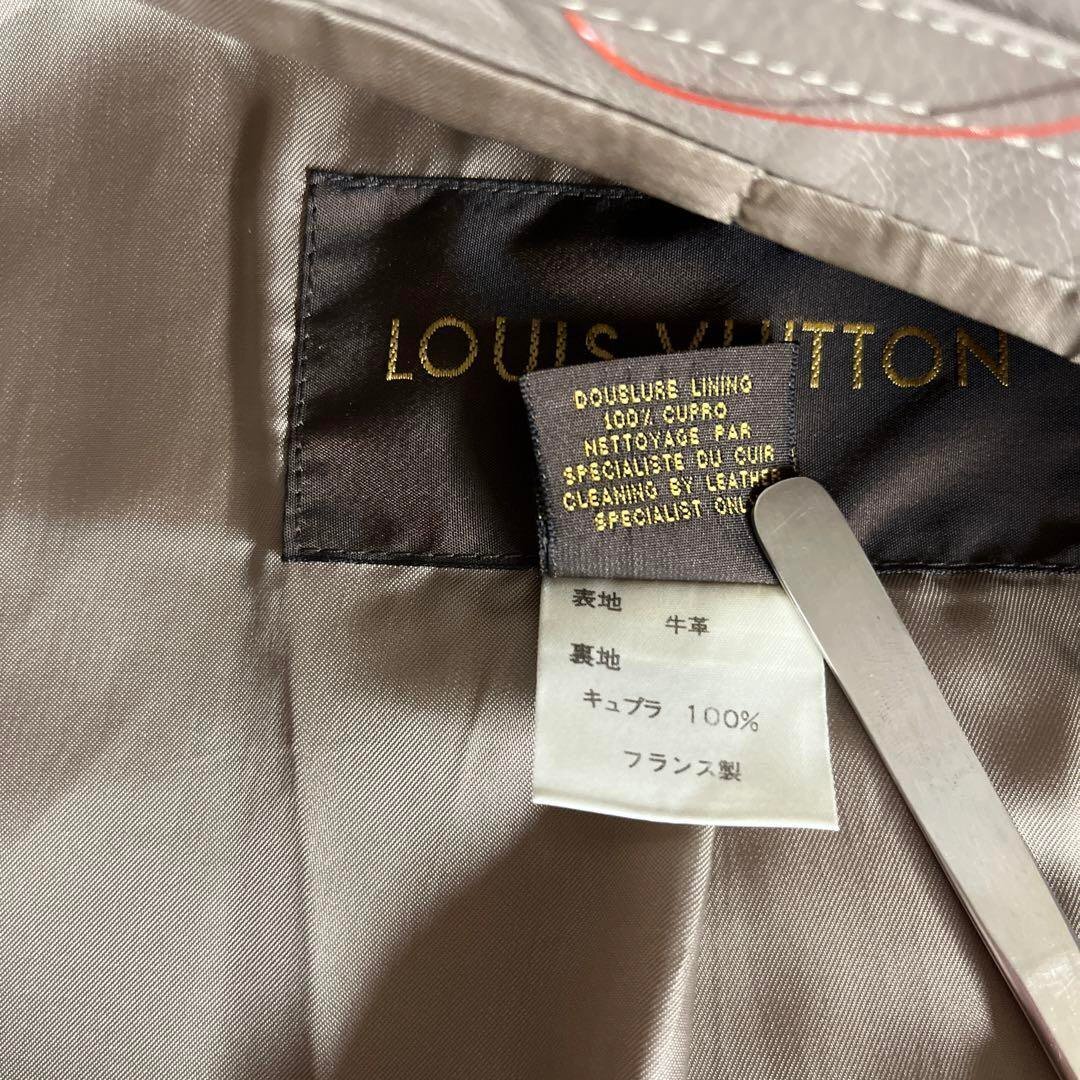 LOUIS VUITTON
DOUSLURE LINING
100% CUPRO
NETTOYAGE PAR
SPECIALISTE DU CUIR
CLEANING BY LEATHER
SPECIALIST ONLY
表地
牛革
裏地
キュプラ 100%
フランス製